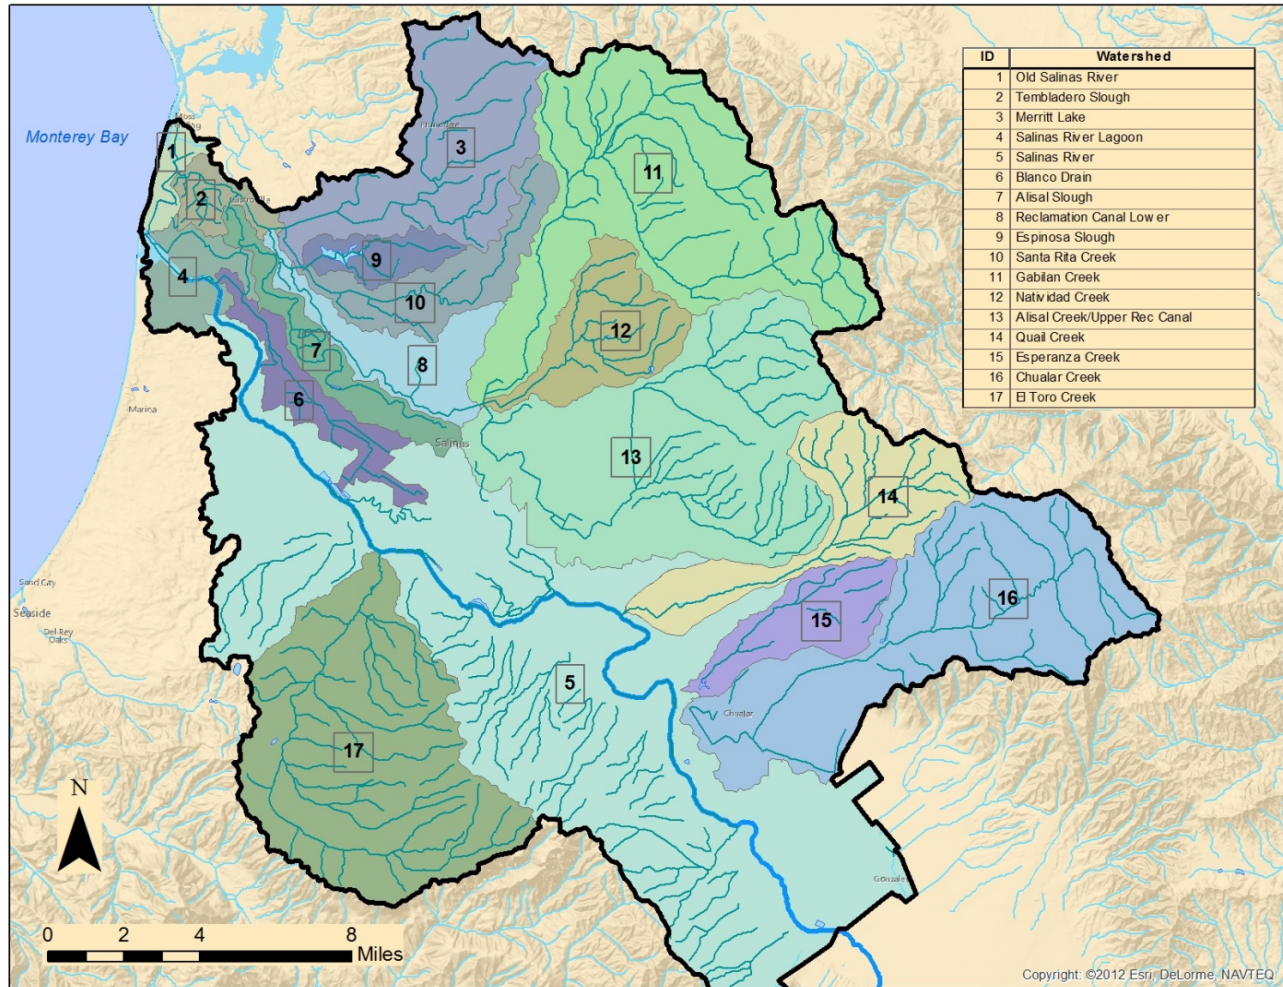 ID Watershed
1 Old Salinas River
2 Tembladero Slough
3 Merritt Lake
4 Salinas River Lagoon
5 Salinas River
6 Blanco Drain
7 Alisal Slough
8 Reclamation Canal Lower
9 Espinosa Slough
10 Santa Rita Creek
11 Gabilan Creek
12 Natividad Creek
13 Alisal Creek/Upper Rec Canal
14 Quail Creek
15 Esperanza Creek
16 Chualar Creek
17 El Toro Creek
Monterey Bay
Moss
1
3
11
2
4
9
10
12
7
8
6
Marina
Salinas
13
14
Sand City
Seaside
Del Rey
Oaks
15
16
5
Chualar
17
N
Gonzales
0 2 4 8
Miles
Copyright: ©2012 Esri, DeLorme, NAVTEQ